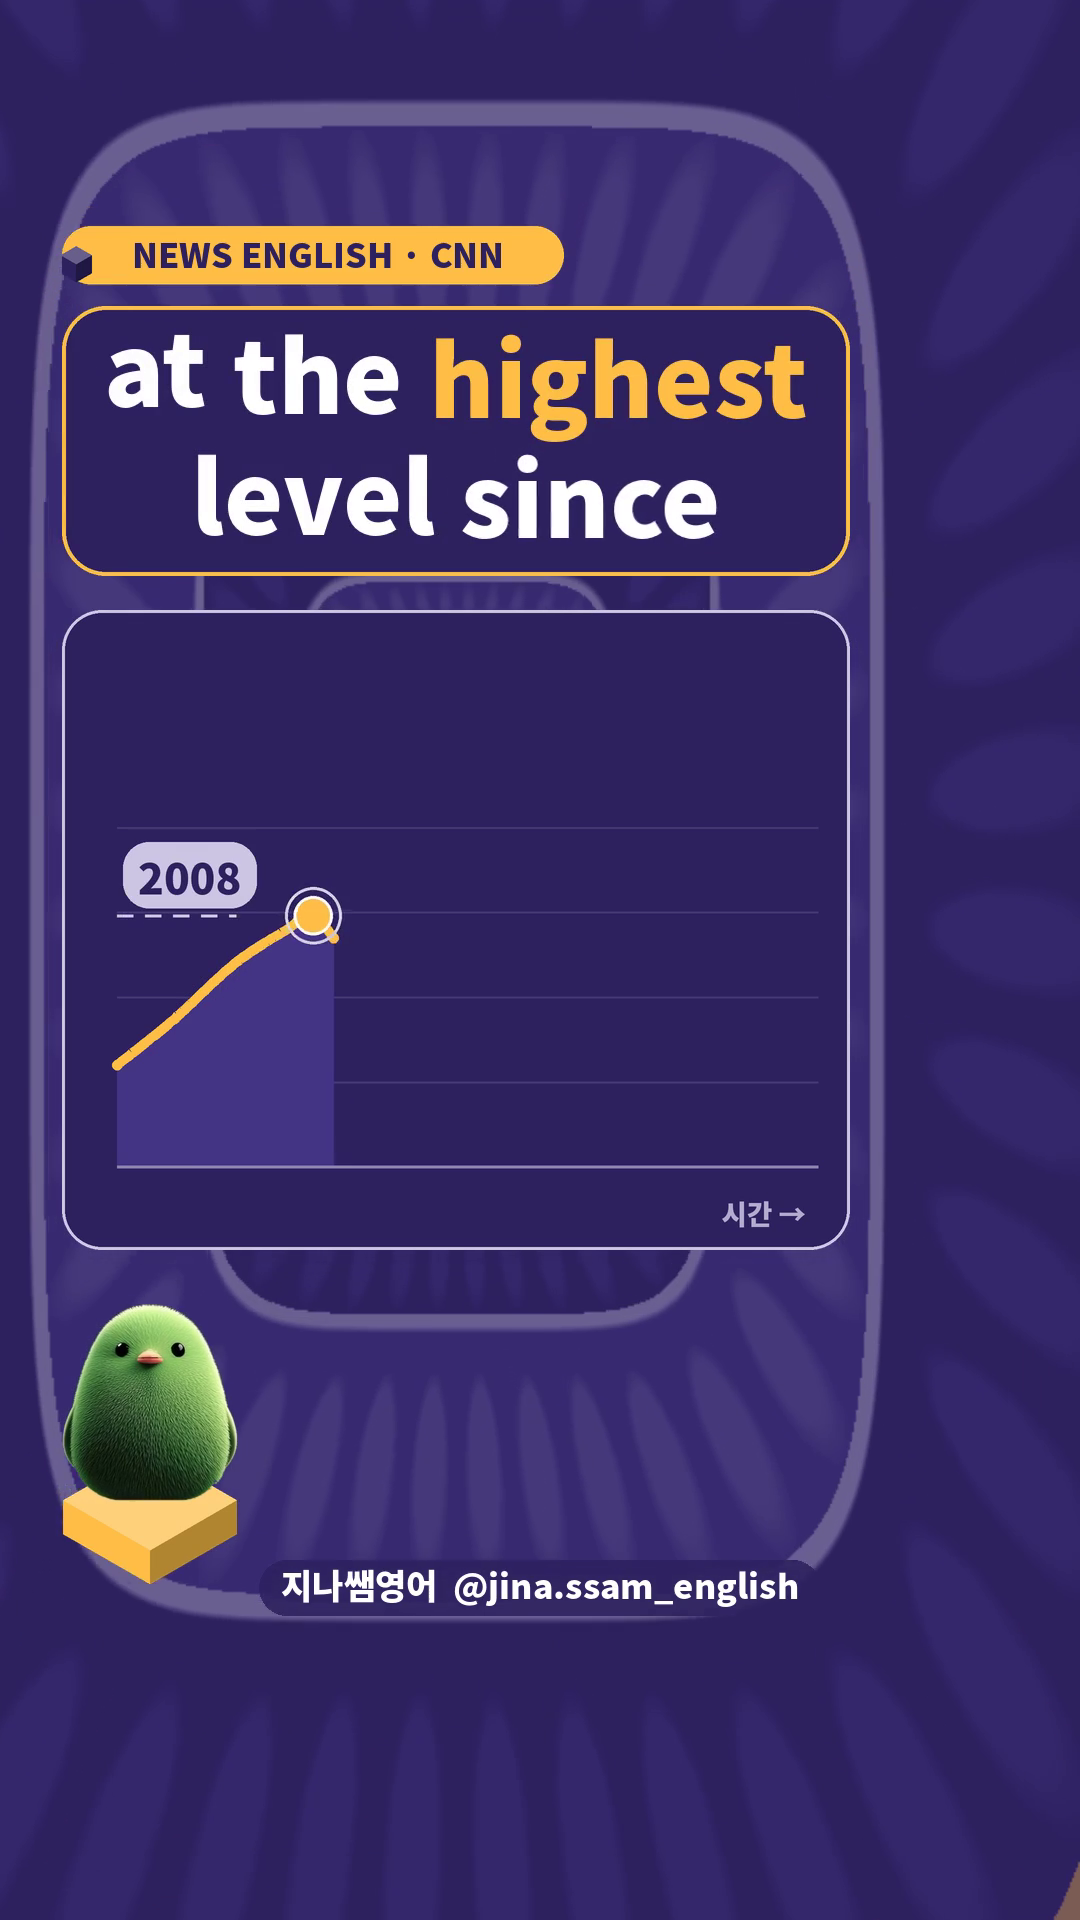 NEWS ENGLISH · CNN
at the highest
level since
2008
시간 →
지나쌤영어 @jina.ssam_english